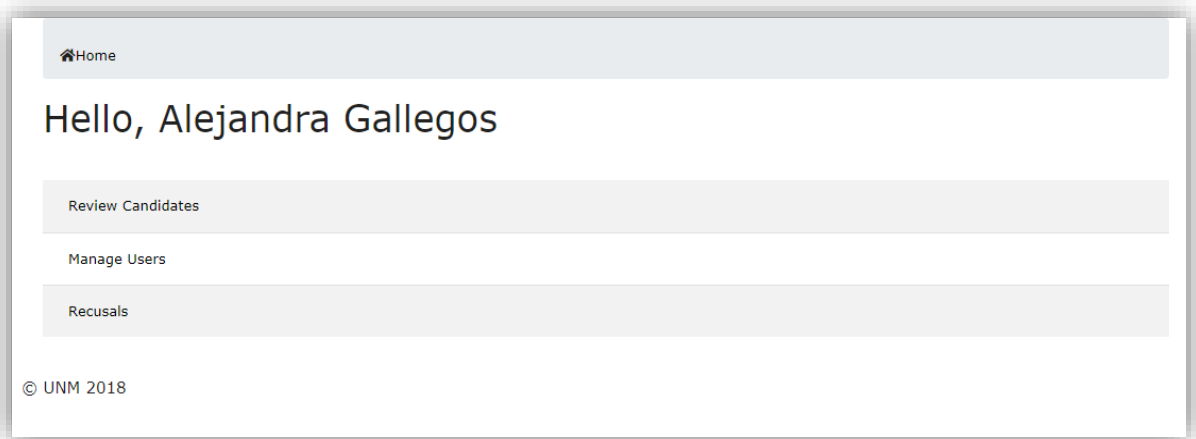 Home
Hello, Alejandra Gallegos
Review Candidates
Manage Users
Recusals
© UNM 2018